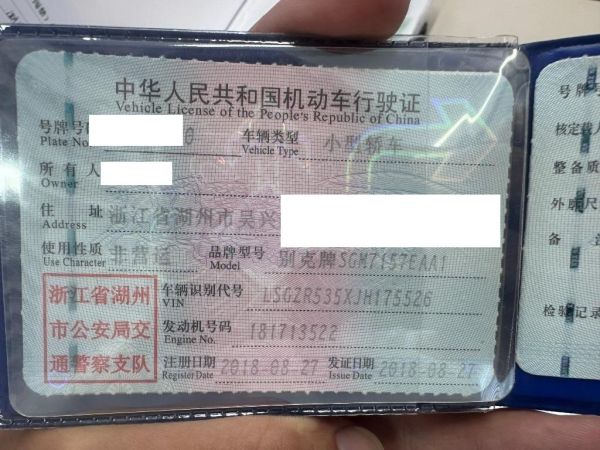 中华人民共和国机动车行驶证
Vehicle License of the People's Republic of China
号牌号
Plate No.
车辆类型 小型轿车
Vehicle Type
所有人
Owner
住 址 浙江省湖州市吴兴
Address
使用性质 非营运 品牌型号 别克牌SGM7157EAA1
Use Character Model
浙江省湖州
市公安局交
通警察支队
车辆识别代号 LSGZR535XJH175526
VIN
发动机号码 181713522
Engine No.
注册日期 2018-08-27 发证日期 2018-08-27
Register Date Issue Date
号牌号
核定载人
整备质
外廓尺
备 注
检验记录